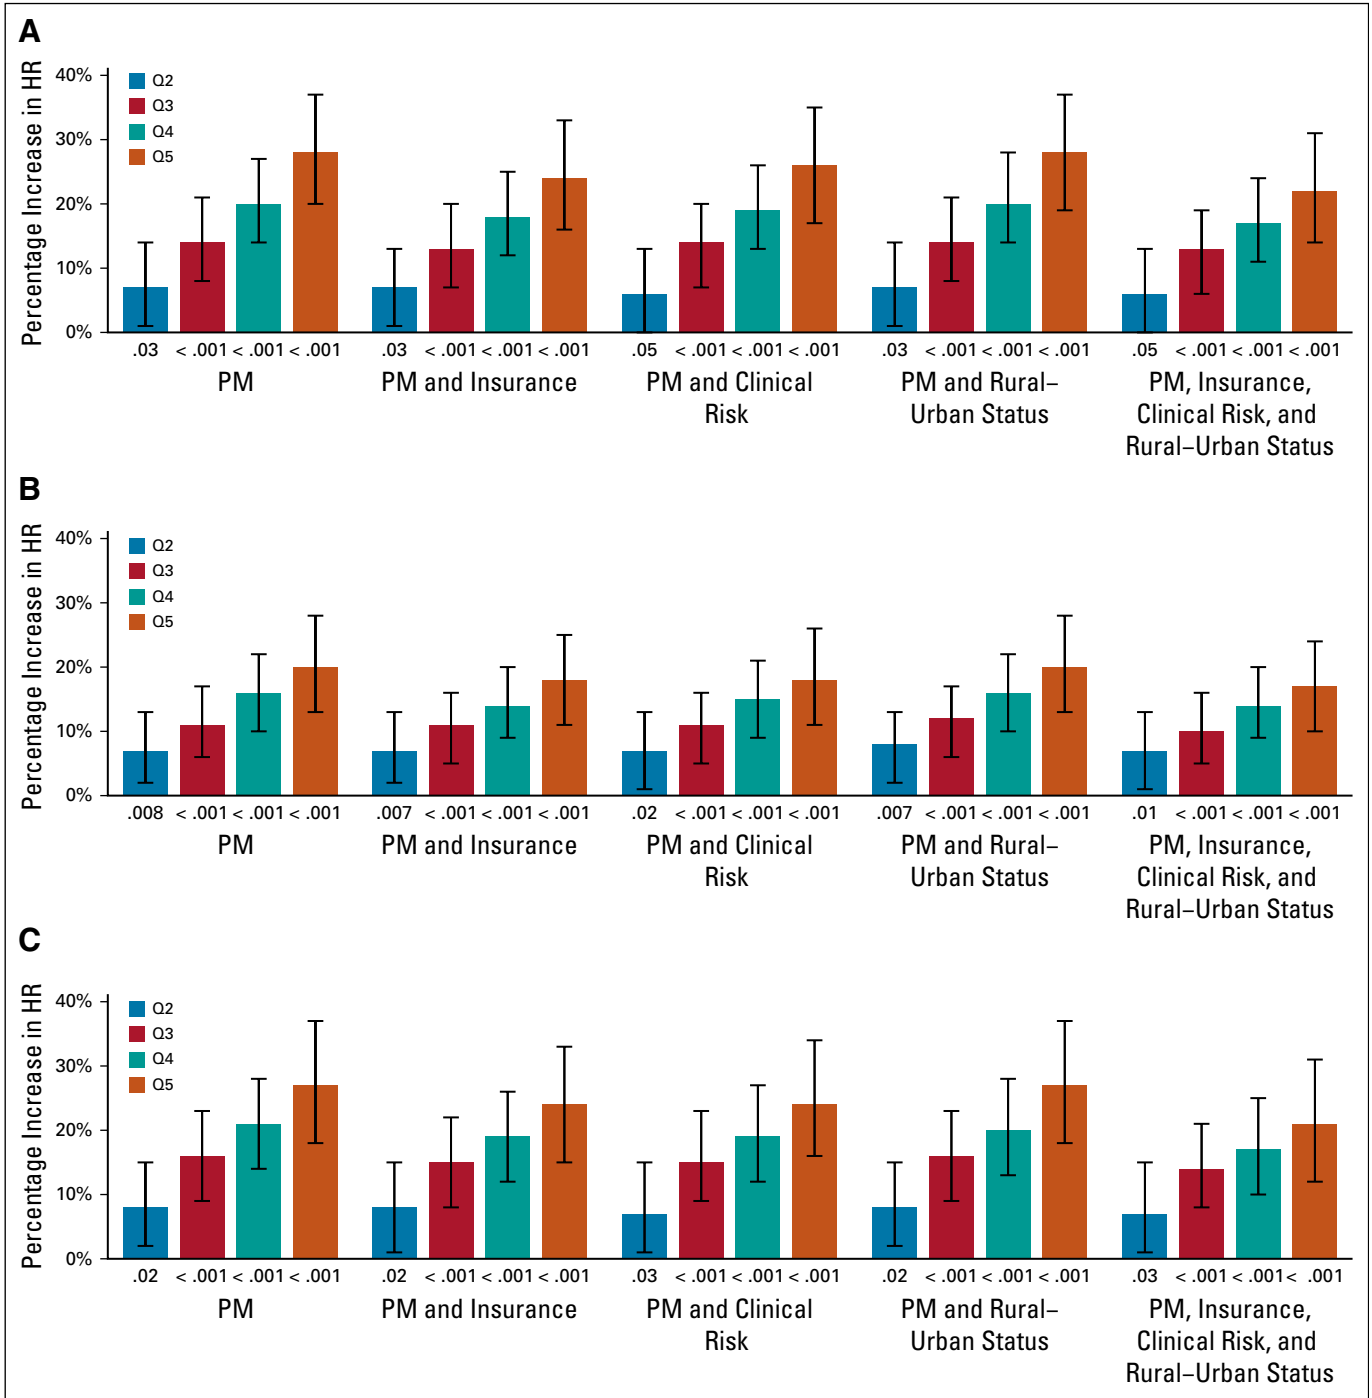 A
Percentage Increase in HR
40%
30%
20%
10%
0%
Q2
Q3
Q4
Q5
.03 < .001 < .001 < .001
.03 < .001 < .001 < .001
.05 < .001 < .001 < .001
.03 < .001 < .001 < .001
.05 < .001 < .001 < .001
PM
PM and Insurance
PM and Clinical
Risk
PM and Rural–
Urban Status
PM, Insurance,
Clinical Risk, and
Rural–Urban Status
B
Percentage Increase in HR
40%
30%
20%
10%
0%
Q2
Q3
Q4
Q5
.008 < .001 < .001 < .001
.007 < .001 < .001 < .001
.02 < .001 < .001 < .001
.007 < .001 < .001 < .001
.01 < .001 < .001 < .001
PM
PM and Insurance
PM and Clinical
Risk
PM and Rural–
Urban Status
PM, Insurance,
Clinical Risk, and
Rural–Urban Status
C
Percentage Increase in HR
40%
30%
20%
10%
0%
Q2
Q3
Q4
Q5
.02 < .001 < .001 < .001
.02 < .001 < .001 < .001
.03 < .001 < .001 < .001
.02 < .001 < .001 < .001
.03 < .001 < .001 < .001
PM
PM and Insurance
PM and Clinical
Risk
PM and Rural–
Urban Status
PM, Insurance,
Clinical Risk, and
Rural–Urban Status